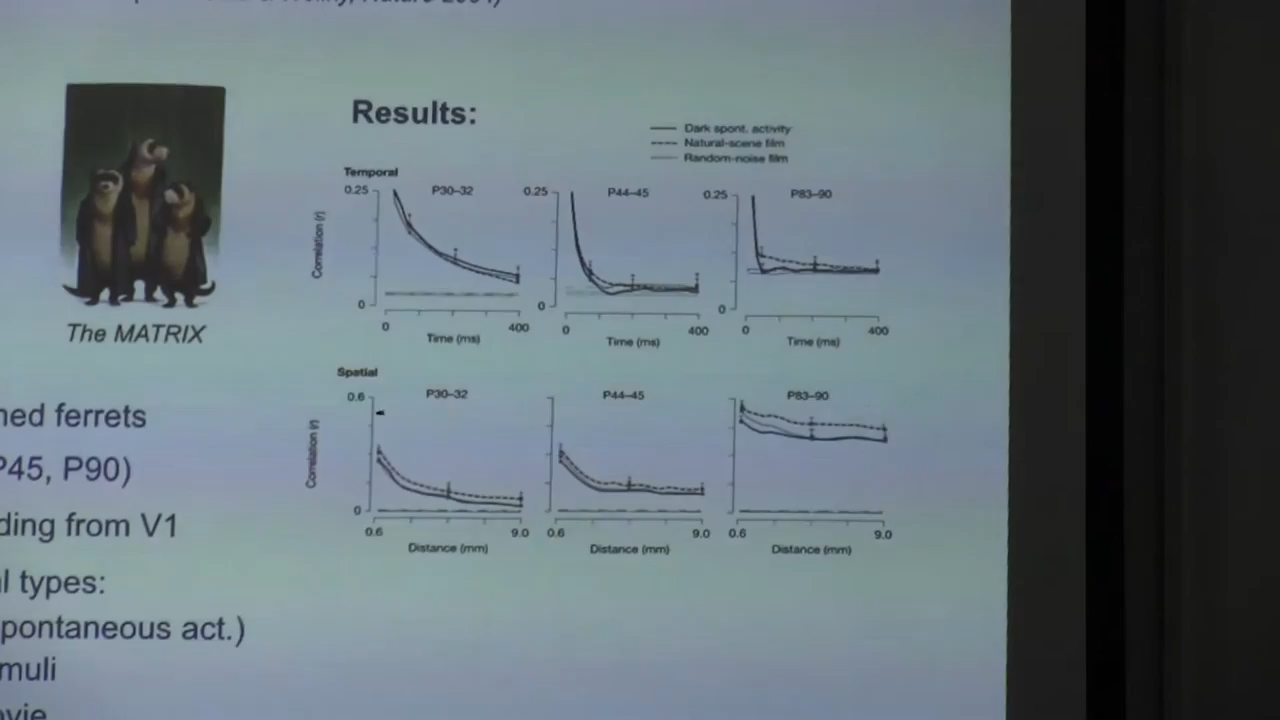 Nature
Results:
Dark spont. activity
Natural-scene film
Random-noise film
Temporal
0.25 P30–32 0.25 P44–45 0.25 P83–90
Correlation (r)
0 0 0
0 400 0 400 0 400
Time (ms) Time (ms) Time (ms)
The MATRIX
Spatial
0.6 P30–32 P44–45 P83–90
Correlation (r)
0
0.6 9.0 0.6 9.0 0.6 9.0
Distance (mm) Distance (mm) Distance (mm)
ned ferrets
P45, P90)
ding from V1
l types:
pontaneous act.)
muli
ovie